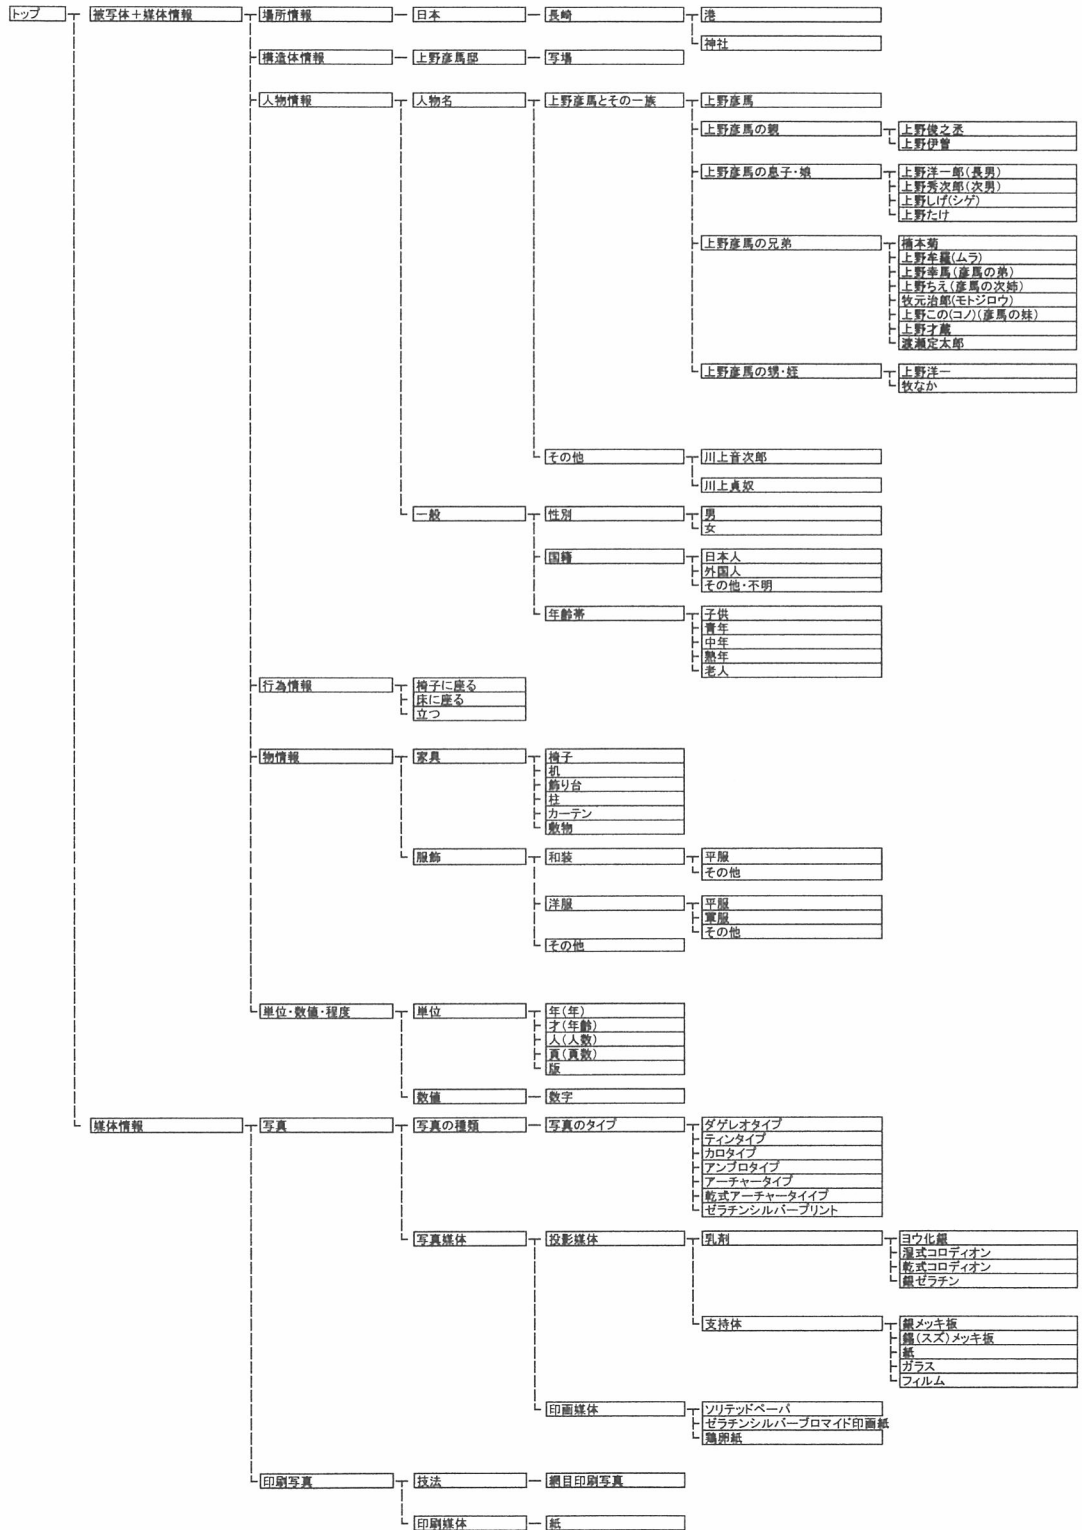 トップ 被写体＋媒体情報 場所情報 日本 長崎 港
神社
構造体情報 上野彦馬邸 写場
人物情報 人物名 上野彦馬とその一族 上野彦馬
上野彦馬の親 上野俊之丞
上野伊曽
上野彦馬の息子・娘 上野洋一郎(長男)
上野秀次郎(次男)
上野しげ(シゲ)
上野たけ
上野彦馬の兄弟 楠本菊
上野牟羅(ムラ)
上野幸馬(彦馬の弟)
上野ちえ(彦馬の次姉)
牧元治郎(モトジロウ)
上野この(コノ)(彦馬の妹)
上野才蔵
渡瀬定太郎
上野彦馬の甥・姪 上野洋一
牧なか
その他 川上音次郎
川上貞奴
一般 性別 男
女
国籍 日本人
外国人
その他・不明
年齢帯 子供
青年
中年
熟年
老人
行為情報 椅子に座る
床に座る
立つ
物情報 家具 椅子
机
飾り台
柱
カーテン
敷物
服飾 和装 平服
その他
洋服 平服
軍服
その他
その他
単位・数値・程度 単位 年(年)
才(年齢)
人(人数)
頁(頁数)
版
数値 数字
媒体情報 写真 写真の種類 写真のタイプ ダゲレオタイプ
ティンタイプ
カロタイプ
アンブロタイプ
アーチャータイプ
乾式アーチャータイイプ
ゼラチンシルバープリント
写真媒体 投影媒体 乳剤 ヨウ化銀
湿式コロディオン
乾式コロディオン
銀ゼラチン
支持体 銀メッキ板
錫(スズ)メッキ板
紙
ガラス
フィルム
印画媒体 ソリテッドペーパ
ゼラチンシルバーブロマイド印画紙
鶏卵紙
印刷写真 技法 網目印刷写真
印刷媒体 紙